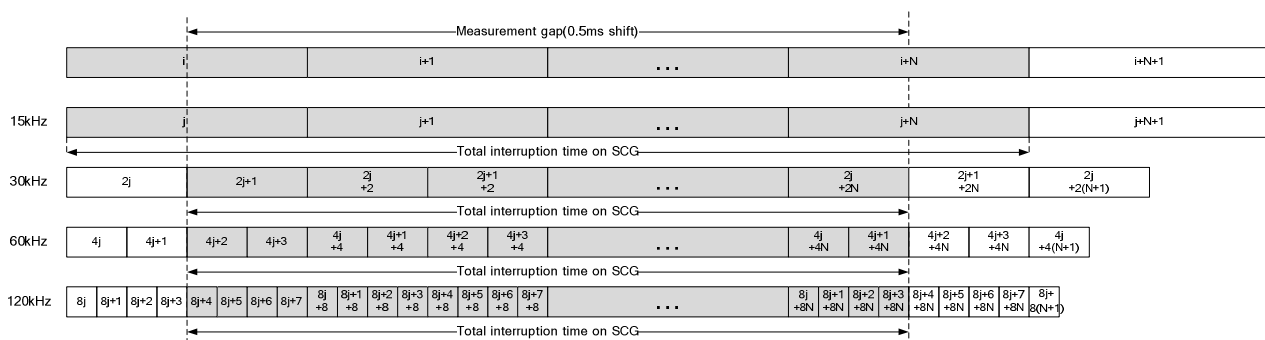 Measurement gap(0.5ms shift)
i i+1 ... i+N i+N+1
15kHz j j+1 ... j+N j+N+1
Total interruption time on SCG
30kHz 2j 2j+1 2j +2 2j+1 +2 ... 2j +2N 2j+1 +2N 2j +2(N+1)
Total interruption time on SCG
60kHz 4j 4j+1 4j+2 4j+3 4j +4 4j+1 +4 4j+2 +4 4j+3 +4 ... 4j +4N 4j+1 +4N 4j+2 +4N 4j+3 +4N 4j +4(N+1)
Total interruption time on SCG
120kHz 8j 8j+1 8j+2 8j+3 8j+4 8j+5 8j+6 8j+7 8j +8 8j+1 +8 8j+2 +8 8j+3 +8 8j+4 +8 8j+5 +8 8j+6 +8 8j+7 +8 ... 8j +8N 8j+1 +8N 8j+2 +8N 8j+3 +8N 8j+4 +8N 8j+5 +8N 8j+6 +8N 8j+7 +8N 8j+ 8(N+1)
Total interruption time on SCG